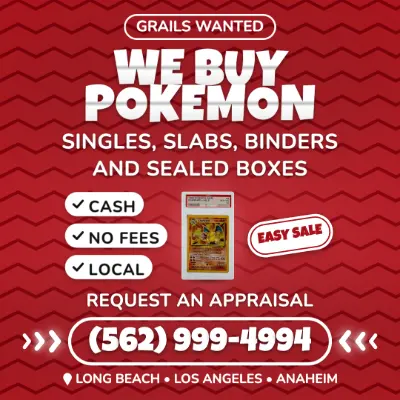 GRAILS WANTED
WE BUY
POKEMON
SINGLES, SLABS, BINDERS
AND SEALED BOXES
✓ CASH
✓ NO FEES
✓ LOCAL
EASY SALE
REQUEST AN APPRAISAL
(562) 999-4994
LONG BEACH • LOS ANGELES • ANAHEIM